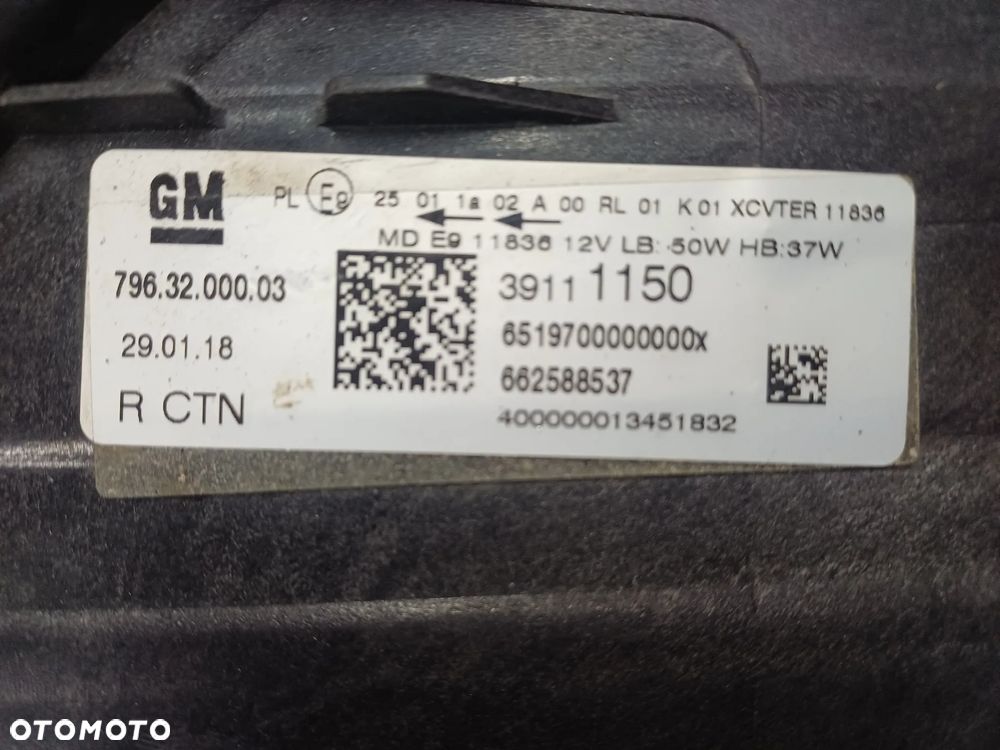 GM
PL E9 25 01 1a 02 A 00 RL 01 K 01 XCVTER 11836
MD E9 11836 12V LB: 50W HB:37W
796.32.000.03
39111150
29.01.18
6519700000000x
R CTN
662588537
400000013451832
OTOMOTO